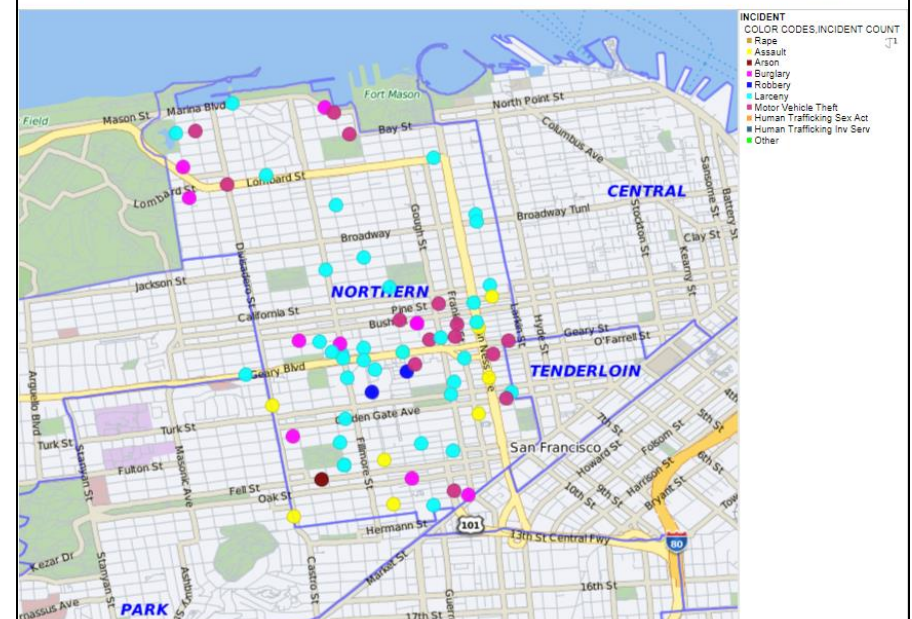 INCIDENT
COLOR CODES,INCIDENT COUNT
Rape
1
Assault
Arson
Burglary
Robbery
Larceny
Motor Vehicle Theft
Human Trafficking Sex Act
Human Trafficking Inv Serv
Other
Fort Mason
North Point St
Marina Blvd
Mason St
Field
Bay St
Columbus Ave
Sansome St
Battery St
Lombard St
Lombard St
CENTRAL
Stockton St
Gough St
Broadway Tunl
Broadway
Clay St
Kearny St
Divisadero St
Jackson St
NORTHERN
Pine St
California St
Larkin St
Hyde St
Geary St
O'Farrell St
Geary Blvd
TENDERLOIN
Arguello Blvd
Golden Gate Ave
4th
5th St
6th St
7th St
Turk St
Turk St
San Francisco
Folsom St
Howard St
Harrison St
Bryant St
9th St
10th St
Stanyan St
Masonic Ave
Fulton St
Fillmore St
Fell St
Oak St
Hermann St
101
13th St Central Fwy
80
Kezar Dr
Stanyan St
Ashbury St
Castro St
Market St
16th St
17th St
PARK